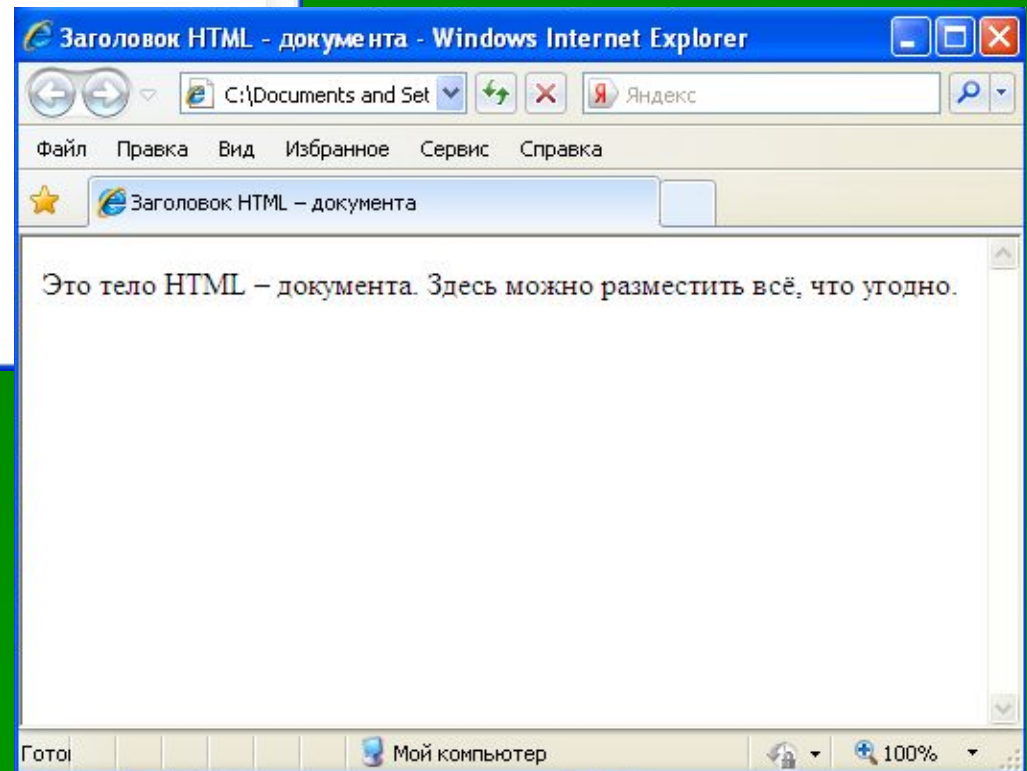 Заголовок HTML - документа - Windows Internet Explorer
C:\Documents and Set
Яндекс
Файл Правка Вид Избранное Сервис Справка
Заголовок HTML – документа
Это тело HTML – документа. Здесь можно разместить всё, что угодно.
Мой компьютер 100%